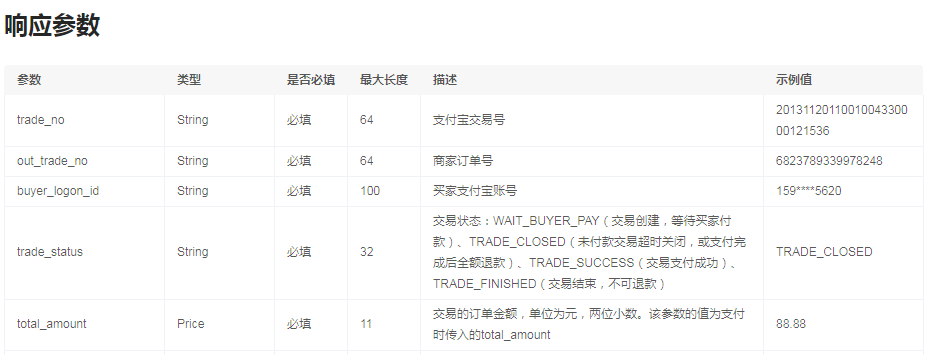 响应参数
参数 类型 是否必填 最大长度 描述 示例值
trade_no String 必填 64 支付宝交易号 20131120110010043300
00121536
out_trade_no String 必填 64 商家订单号 6823789339978248
buyer_logon_id String 必填 100 买家支付宝账号 159****5620
交易状态：WAIT_BUYER_PAY（交易创建，等待买家付
款）、TRADE_CLOSED（未付款交易超时关闭，或支付完
trade_status String 必填 32 TRADE_CLOSED
成后全额退款）、TRADE_SUCCESS（交易支付成功）、
TRADE_FINISHED（交易结束，不可退款）
total_amount Price 必填 11 交易的订单金额，单位为元，两位小数。该参数的值为支付 88.88
时传入的total_amount